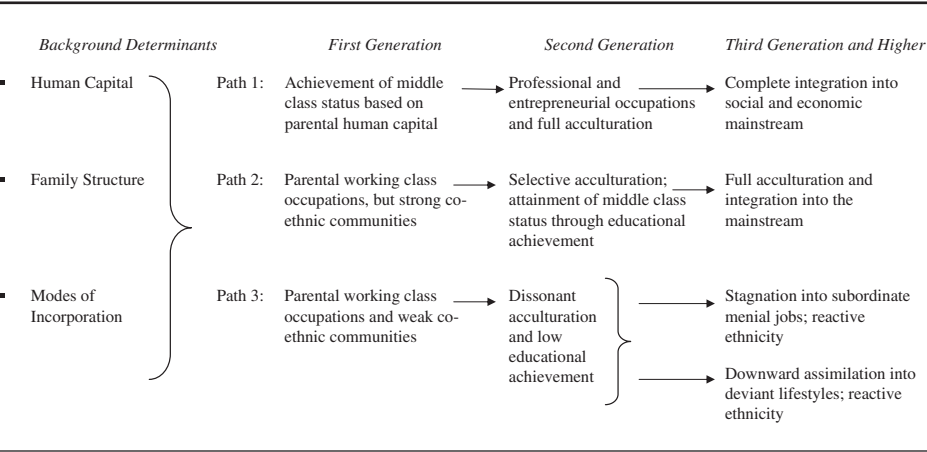 Background Determinants
First Generation
Second Generation
Third Generation and Higher
Human Capital
Path 1:
Achievement of middle
class status based on
parental human capital
Professional and
entrepreneurial occupations
and full acculturation
Complete integration into
social and economic
mainstream
Family Structure
Path 2:
Parental working class
occupations, but strong co-
ethnic communities
Selective acculturation;
attainment of middle class
status through educational
achievement
Full acculturation and
integration into the
mainstream
Modes of
Incorporation
Path 3:
Parental working class
occupations and weak co-
ethnic communities
Dissonant
acculturation
and low
educational
achievement
Stagnation into subordinate
menial jobs; reactive
ethnicity
Downward assimilation into
deviant lifestyles; reactive
ethnicity